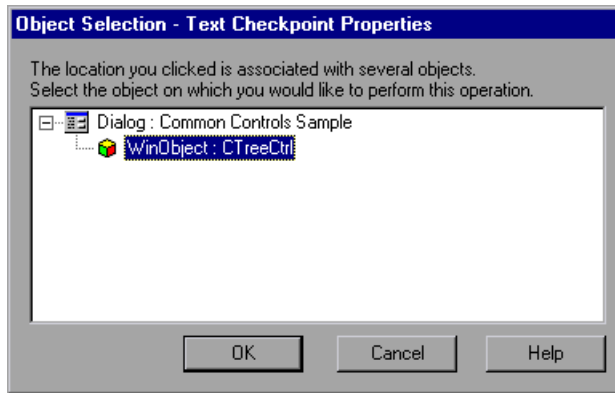 Object Selection - Text Checkpoint Properties
The location you clicked is associated with several objects.
Select the object on which you would like to perform this operation.
Dialog : Common Controls Sample
WinObject : CTreeCtrl
OK Cancel Help